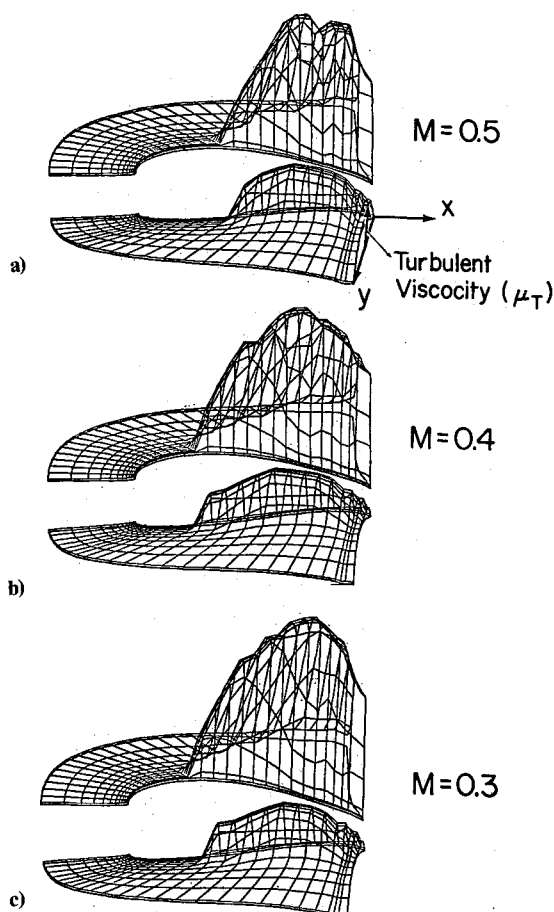 M = 0.5
x
a)
Turbulent
y
Viscocity (μT)
M = 0.4
b)
M = 0.3
c)